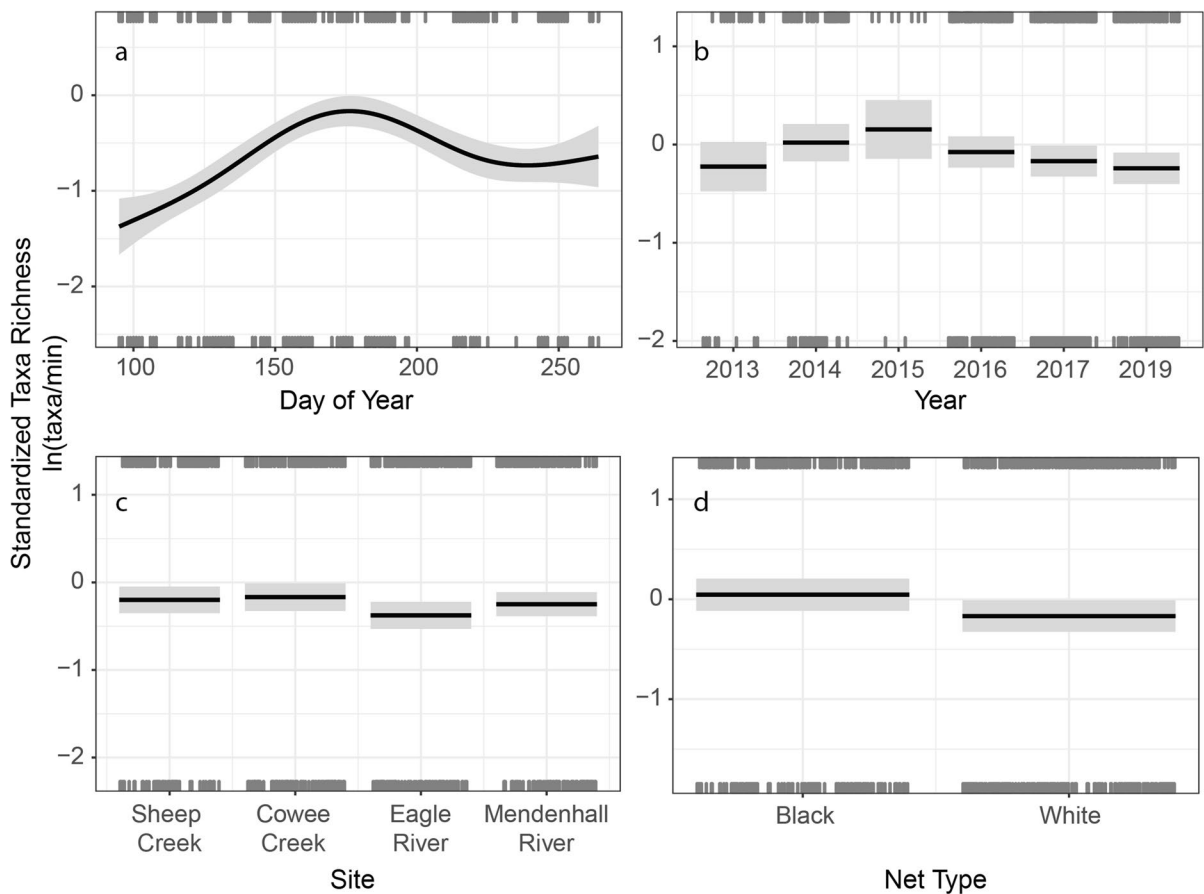 Standardized Taxa Richness
ln(taxa/min)
a
0
−1
−2
100 150 200 250
Day of Year
b
1
0
−1
−2
2013 2014 2015 2016 2017 2019
Year
c
1
0
−1
−2
Sheep Cowee Eagle Mendenhall
Creek Creek River River
Site
d
1
0
−1
Black White
Net Type